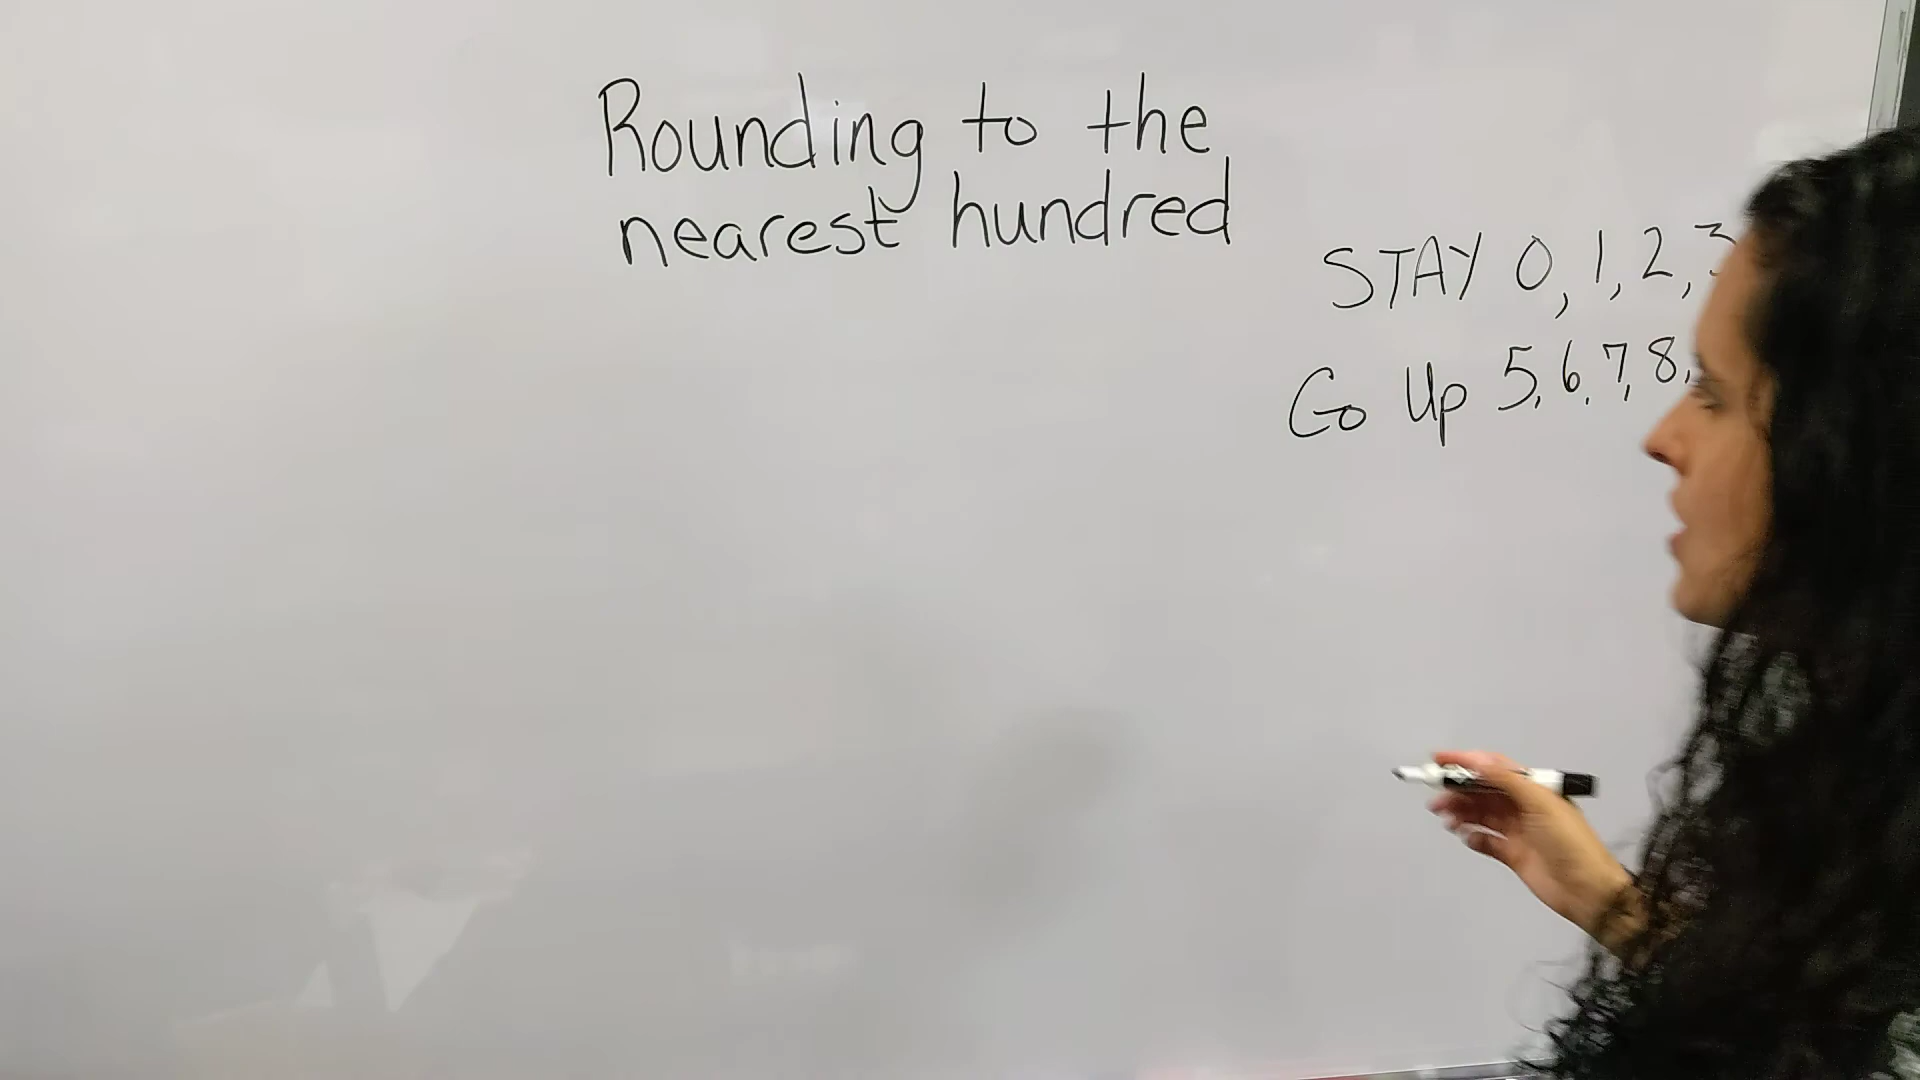 Rounding to the
nearest hundred
STAY 0, 1, 2, 3
Go Up 5, 6, 7, 8,